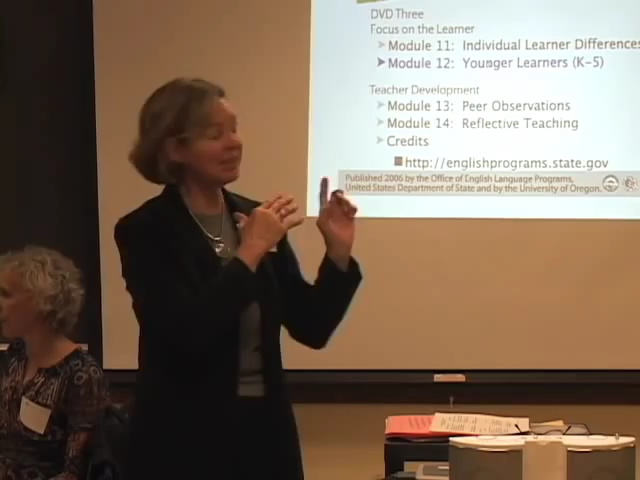 DVD Three
Focus on the Learner
Module 11: Individual Learner Differences
Module 12: Younger Learners (K-5)
Teacher Development
Module 13: Peer Observations
Module 14: Reflective Teaching
Credits
http://englishprograms.state.gov
Published 2006 by the Office of English Language Programs,
United States Department of State and by the University of Oregon.